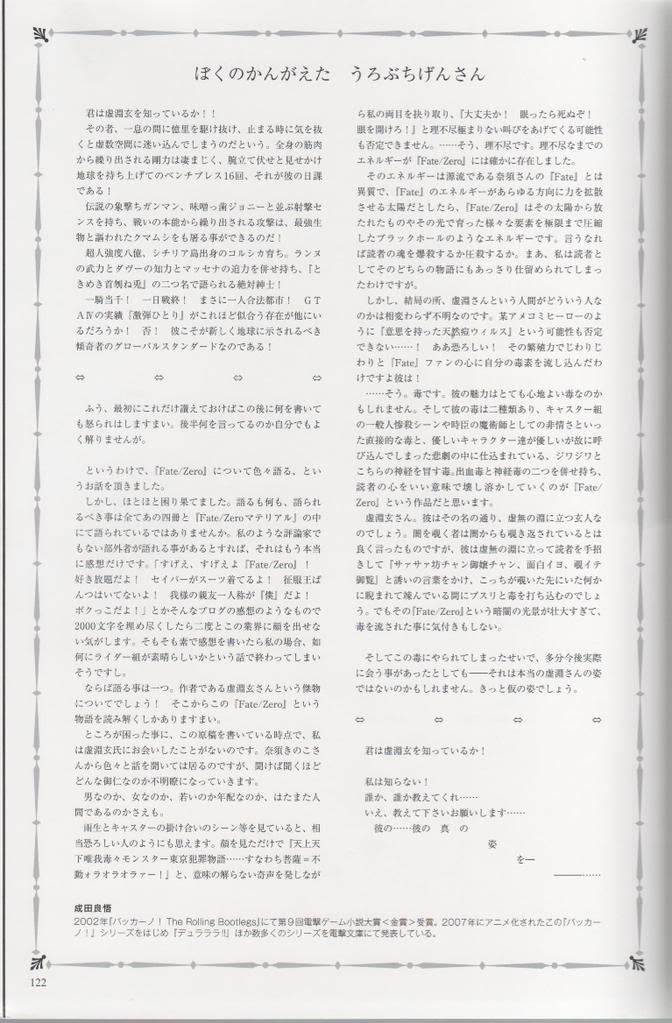 ぼくのかんがえた　うろぶちげんさん
君は虚淵玄を知っているか！！
その者、一息の間に億里を駆け抜け、止まる時に気を抜
くと虚数空間に迷い込んでしまうのだという。全身の筋肉
から繰り出される剛力は凄まじく、腕立て伏せと見せかけ
地球を持ち上げてのベンチプレス16回、それが彼の日課
である！
伝説の象撃ちガンマン、味噌っ歯ジョニーと並ぶ射撃セ
ンスを持ち、戦いの本能から繰り出される攻撃は、最強生
物と謳われたクマムシをも屠る事ができるのだ！
超人強度八億、シチリア島出身のコルシカ育ち。ランヌ
の武力とダヴーの知力とマッセナの迫力を併せ持ち、『と
きめき首刎ね兎』の二つ名で語られる絶対紳士！
一騎当千！　一日戦終！　まさに一人合法都市！　ＧＴ
ＡⅣの実績『激弾ひとり』がこれほど似合う存在が他にい
るだろうか！　否！　彼こそが新しく地球に示されるべき
傾奇者のグローバルスタンダードなのである！
⇔　⇔　⇔　⇔
ふう、最初にこれだけ讃えておけばこの後に何を書いて
も怒られはしますまい。後半何を言ってるのか自分でもよ
く解りませんが。
というわけで、『Fate/Zero』について色々語る、とい
うお話を頂きました。
しかし、ほとほと困り果てました。語るも何も、語られ
るべき事は全てあの四冊と『Fate/Zeroマテリアル』の中
にて語られているではありませんか。私のような評論家で
もない部外者が語れる事があるとすれば、それはもう本当
に感想だけです。「すげえ、すげえよ『Fate/Zero』！
好き放題だよ！　セイバーがスーツ着てるよ！　征服王ぱ
んつはいてないよ！　我様の親友一人称が『僕』だよ！
ボクっこだよ！」とかそんなブログの感想のようなもので
2000文字を埋め尽くしたら二度とこの業界に顔を出せな
い気がします。そもそも素で感想を書いたら私の場合、如
何にライダー組が素晴らしいかという話で終わってしまい
そうですし。
ならば語る事は一つ。作者である虚淵玄さんという傑物
についてでしょう！　そこからこの『Fate/Zero』という
物語を読み解くしかありますまい。
ところが困った事に、この原稿を書いている時点で、私
は虚淵玄氏にお会いしたことがないのです。奈須きのこさ
んから色々と話を聞いては居るのですが、聞けば聞くほど
どんな御仁なのか不明瞭になっていきます。
男なのか、女なのか、若いのか年配なのか、はたまた人
間であるのかさえも。
雨生とキャスターの掛け合いのシーン等を見ていると、相
当恐ろしい人のようにも思えます。顔を見ただけで『天上天
下唯我毒々モンスター東京犯罪物語……すなわち菩薩＝不
動ォラオラオラァー！』と、意味の解らない奇声を発しなが
ら私の両目を抉り取り、『大丈夫か！　眠ったら死ぬぞ！
眼を開けろ！』と理不尽極まりない叫びをあげてくる可能性
も否定できません。……そう、理不尽です。理不尽なまでの
エネルギーが『Fate/Zero』には確かに存在しました。
そのエネルギーは源流である奈須さんの『Fate』とは
異質で、『Fate』のエネルギーがあらゆる方向に力を拡散
させる太陽だとしたら、『Fate/Zero』はその太陽から放
たれたものやその光で育った様々な要素を極限まで圧縮
したブラックホールのようなエネルギーです。言うなれ
ば読者の魂を爆殺するか圧殺するか。まあ、私は読者と
してそのどちらの物語にもあっさり仕留められてしまっ
たわけですが。
しかし、結局の所、虚淵さんという人間がどういう人な
のかは相変わらず不明なのです。某アメコミヒーローのよ
うに『意思を持った天然痘ウィルス』という可能性も否定
できない……！　ああ恐ろしい！　その繁殖力でじわりじ
わりと『Fate』ファンの心に自分の毒素を流し込んだわ
けですよ彼は！
……そう。毒です。彼の魅力はとても心地よい毒なのか
もしれません。そして彼の毒は二種類あり、キャスター組
の一般人惨殺シーンや時臣の魔術師としての非情さといっ
た直接的な毒と、優しいキャラクター達が優しいが故に呼
び込んでしまった悲劇の中に仕込まれている、ジワジワと
こちらの神経を冒す毒。出血毒と神経毒の二つを併せ持ち、
読者の心をいい意味で壊し溶かしていくのが『Fate/
Zero』という作品だと思います。
虚淵玄さん。彼はその名の通り、虚無の淵に立つ玄人な
のでしょう。闇を覗く者は闇からも覗き返されているとは
良く言ったものですが、彼は虚無の淵に立って読者を手招
きして『サァサァ坊チャン御嬢チャン、面白イヨ、覗イテ
御覧』と誘いの言葉をかけ、こっちが覗いた先にいた何か
に睨まれて竦んでいる間にブスリと毒を打ち込むのでしょ
う。でもその『Fate/Zero』という暗闇の光景が壮大すぎて、
毒を流された事に気付きもしない。
そしてこの毒にやられてしまったせいで、多分今後実際
に会う事があったとしても――それは本当の虚淵さんの姿
ではないのかもしれません。きっと仮の姿でしょう。
⇔　⇔　⇔　⇔
君は虚淵玄を知っているか！
私は知らない！
誰か、誰か教えてくれ……
いえ、教えて下さいお願いします……
彼の……彼の　真　の
姿
を―
――……
成田良悟
2002年『バッカーノ！ The Rolling Bootlegs』にて第９回電撃ゲーム小説大賞＜金賞＞受賞。2007年にアニメ化されたこの『バッカー
ノ！』シリーズをはじめ『デュラララ!!』ほか数多くのシリーズを電撃文庫にて発表している。
122